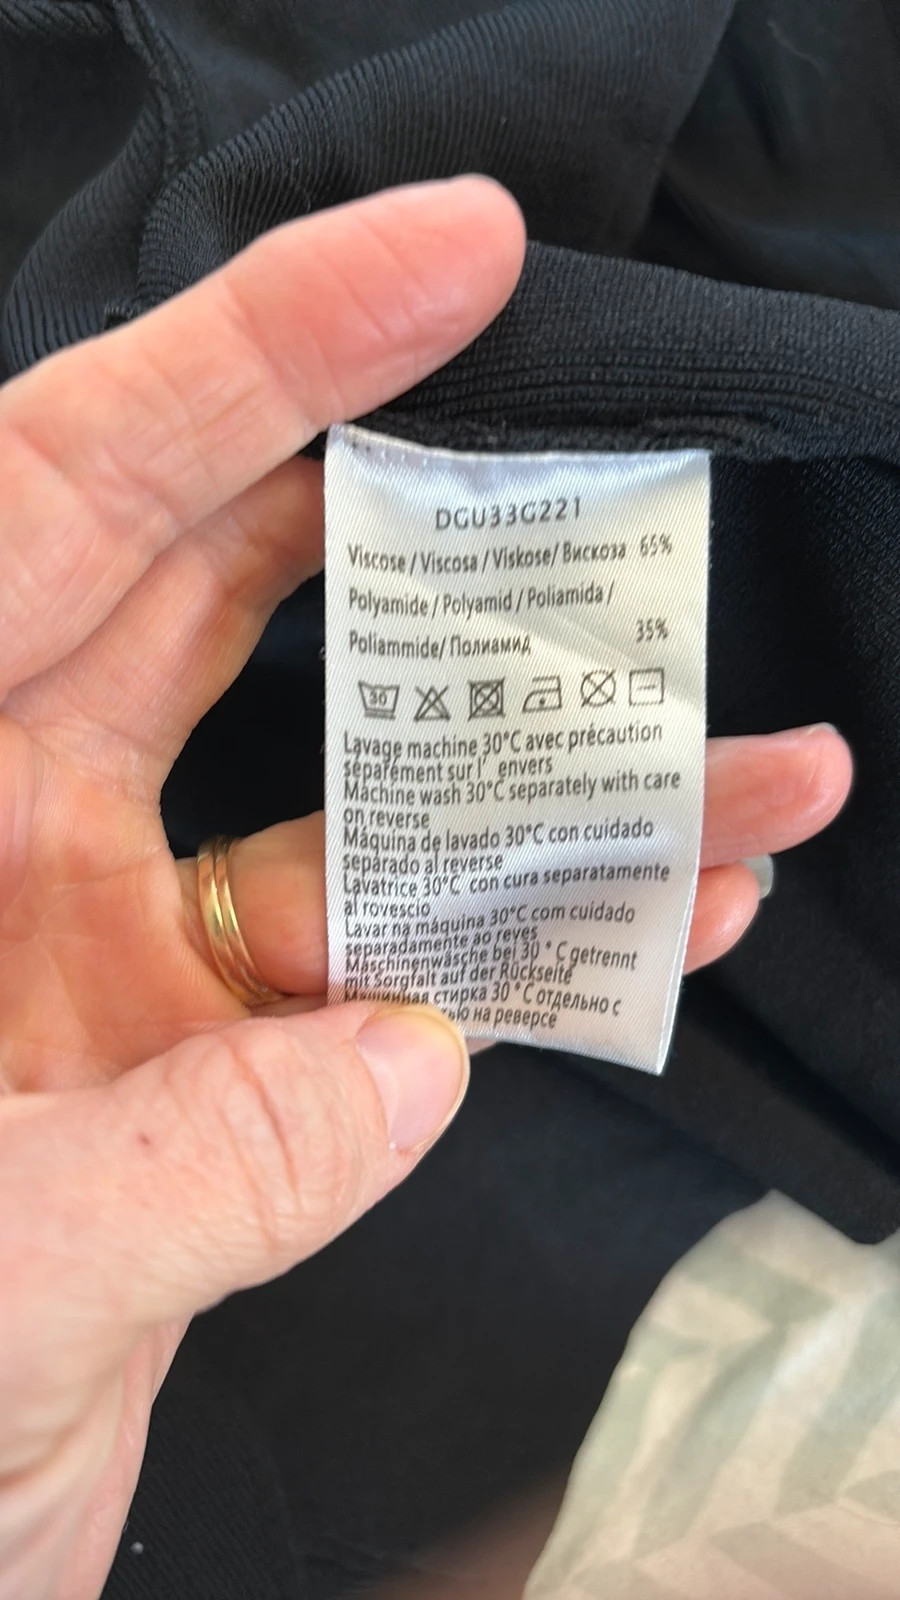 DGU33G221
Viscose / Viscosa / Viskose/ Вискоза 65%
Polyamide / Polyamid / Poliamida /
Poliammide/ Полиамид 35%
30
Lavage machine 30°C avec précaution
séparément sur l' envers
Machine wash 30°C separately with care
on reverse
Máquina de lavado 30°C con cuidado
separado al reverse
Lavatrice 30°C con cura separatamente
al rovescio
Lavar na máquina 30°C com cuidado
separadamente ao reves
Maschinenwäsche bei 30 °C getrennt
mit Sorgfalt auf der Rückseite
Машинная стирка 30 °C отдельно с
на реверсе